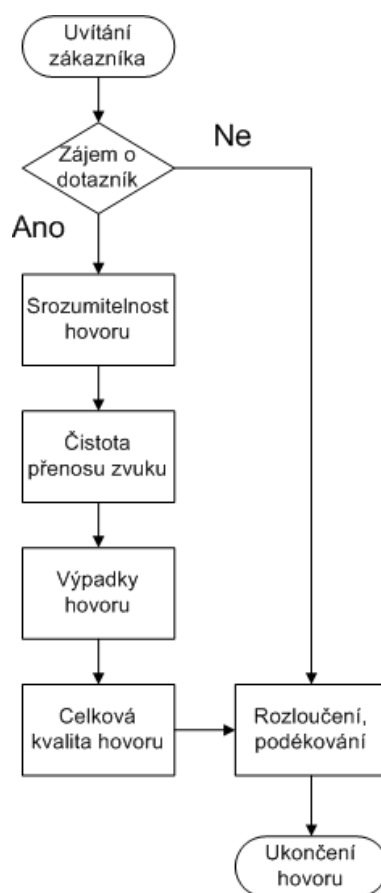 Uvítání
zákazníka
Zájem o
dotazník
Ne
Ano
Srozumitelnost
hovoru
Čistota
přenosu zvuku
Výpadky
hovoru
Celková
kvalita hovoru
Rozloučení,
poděkování
Ukončení
hovoru